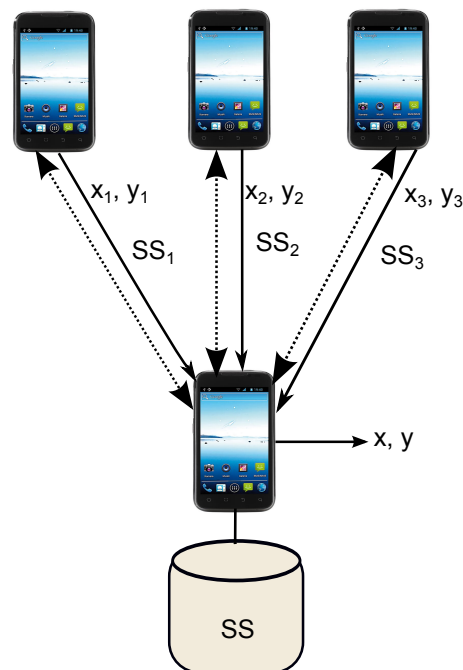 x₁, y₁
x₂, y₂
x₃, y₃
SS₁
SS₂
SS₃
x, y
SS